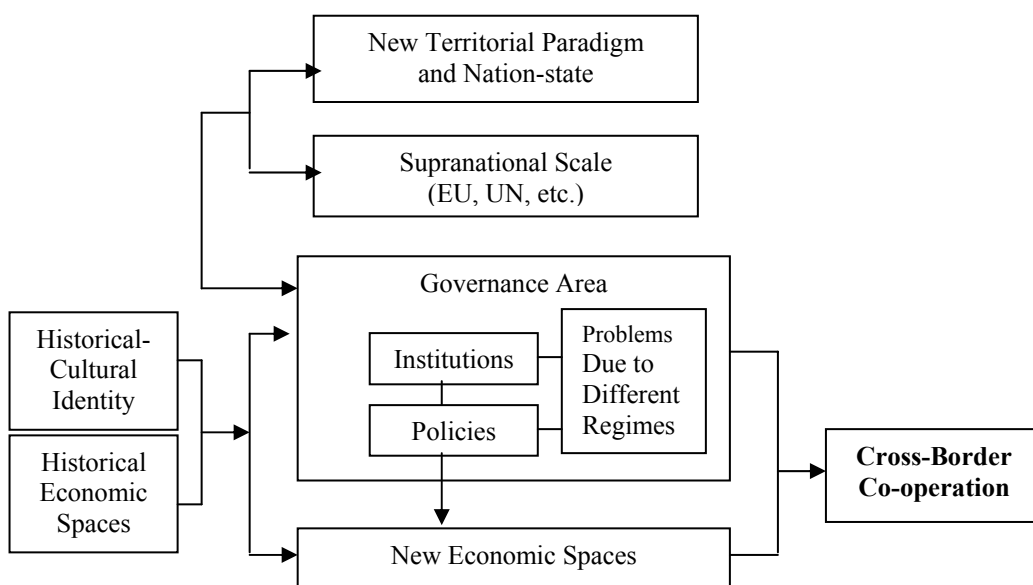 New Territorial Paradigm
and Nation-state
Supranational Scale
(EU, UN, etc.)
Governance Area
Historical-
Cultural
Identity
Institutions
Problems
Due to
Different
Regimes
Policies
Historical
Economic
Spaces
Cross-Border
Co-operation
New Economic Spaces